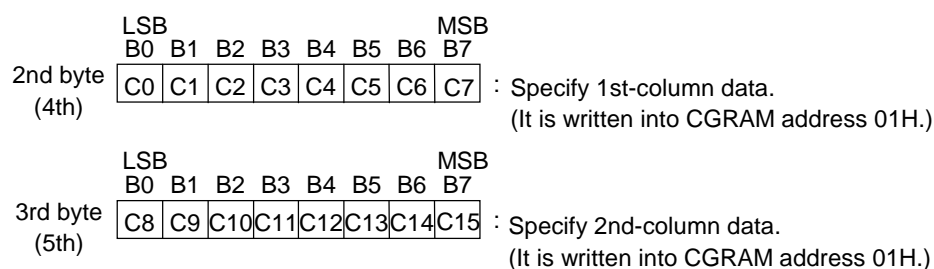 LSB MSB
B0 B1 B2 B3 B4 B5 B6 B7
2nd byte
(4th)
C0 C1 C2 C3 C4 C5 C6 C7 : Specify 1st-column data.
(It is written into CGRAM address 01H.)
LSB MSB
B0 B1 B2 B3 B4 B5 B6 B7
3rd byte
(5th)
C8 C9 C10 C11 C12 C13 C14 C15 : Specify 2nd-column data.
(It is written into CGRAM address 01H.)